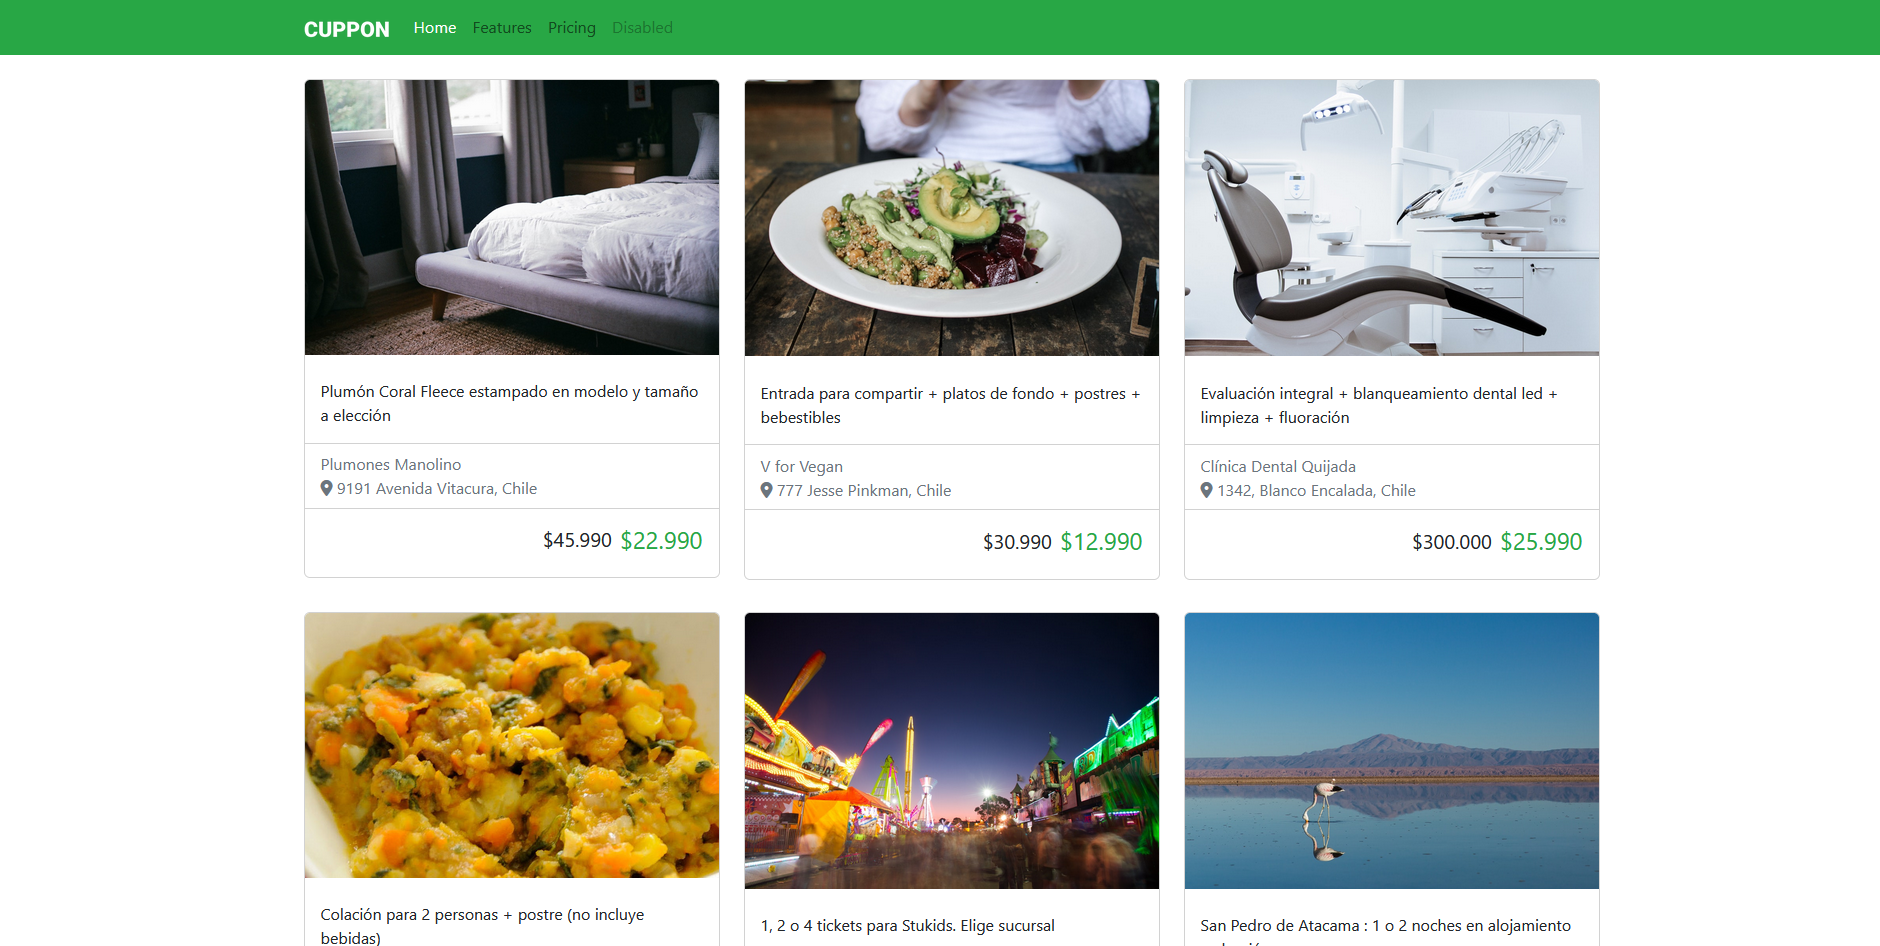 CUPPON Home Features Pricing Disabled
Plumón Coral Fleece estampado en modelo y tamaño
a elección
Plumones Manolino
9191 Avenida Vitacura, Chile
$45.990 $22.990
Entrada para compartir + platos de fondo + postres +
bebestibles
V for Vegan
777 Jesse Pinkman, Chile
$30.990 $12.990
Evaluación integral + blanqueamiento dental led +
limpieza + fluoración
Clínica Dental Quijada
1342, Blanco Encalada, Chile
$300.000 $25.990
Colación para 2 personas + postre (no incluye
bebidas)
1, 2 o 4 tickets para Stukids. Elige sucursal
San Pedro de Atacama : 1 o 2 noches en alojamiento